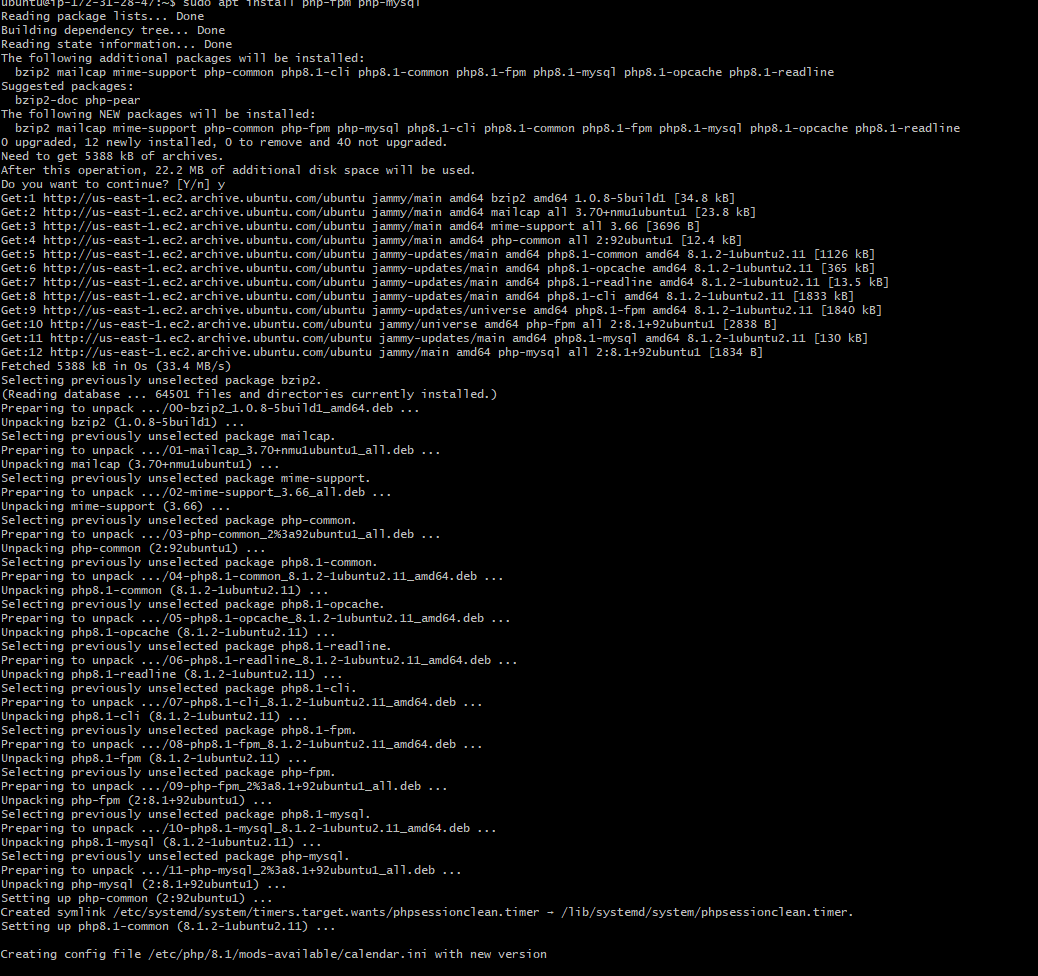 ubuntu@ip-172-31-28-47:~$ sudo apt install php-fpm php-mysql
Reading package lists... Done
Building dependency tree... Done
Reading state information... Done
The following additional packages will be installed:
  bzip2 mailcap mime-support php-common php8.1-cli php8.1-common php8.1-fpm php8.1-mysql php8.1-opcache php8.1-readline
Suggested packages:
  bzip2-doc php-pear
The following NEW packages will be installed:
  bzip2 mailcap mime-support php-common php-fpm php-mysql php8.1-cli php8.1-common php8.1-fpm php8.1-mysql php8.1-opcache php8.1-readline
0 upgraded, 12 newly installed, 0 to remove and 40 not upgraded.
Need to get 5388 kB of archives.
After this operation, 22.2 MB of additional disk space will be used.
Do you want to continue? [Y/n] y
Get:1 http://us-east-1.ec2.archive.ubuntu.com/ubuntu jammy/main amd64 bzip2 amd64 1.0.8-5build1 [34.8 kB]
Get:2 http://us-east-1.ec2.archive.ubuntu.com/ubuntu jammy/main amd64 mailcap all 3.70+nmu1ubuntu1 [23.8 kB]
Get:3 http://us-east-1.ec2.archive.ubuntu.com/ubuntu jammy/main amd64 mime-support all 3.66 [3696 B]
Get:4 http://us-east-1.ec2.archive.ubuntu.com/ubuntu jammy/main amd64 php-common all 2:92ubuntu1 [12.4 kB]
Get:5 http://us-east-1.ec2.archive.ubuntu.com/ubuntu jammy-updates/main amd64 php8.1-common amd64 8.1.2-1ubuntu2.11 [1126 kB]
Get:6 http://us-east-1.ec2.archive.ubuntu.com/ubuntu jammy-updates/main amd64 php8.1-opcache amd64 8.1.2-1ubuntu2.11 [365 kB]
Get:7 http://us-east-1.ec2.archive.ubuntu.com/ubuntu jammy-updates/main amd64 php8.1-readline amd64 8.1.2-1ubuntu2.11 [13.5 kB]
Get:8 http://us-east-1.ec2.archive.ubuntu.com/ubuntu jammy-updates/main amd64 php8.1-cli amd64 8.1.2-1ubuntu2.11 [1833 kB]
Get:9 http://us-east-1.ec2.archive.ubuntu.com/ubuntu jammy-updates/universe amd64 php8.1-fpm amd64 8.1.2-1ubuntu2.11 [1840 kB]
Get:10 http://us-east-1.ec2.archive.ubuntu.com/ubuntu jammy/universe amd64 php-fpm all 2:8.1+92ubuntu1 [2838 B]
Get:11 http://us-east-1.ec2.archive.ubuntu.com/ubuntu jammy-updates/main amd64 php8.1-mysql amd64 8.1.2-1ubuntu2.11 [130 kB]
Get:12 http://us-east-1.ec2.archive.ubuntu.com/ubuntu jammy/main amd64 php-mysql all 2:8.1+92ubuntu1 [1834 B]
Fetched 5388 kB in 0s (33.4 MB/s)
Selecting previously unselected package bzip2.
(Reading database ... 64501 files and directories currently installed.)
Preparing to unpack .../00-bzip2_1.0.8-5build1_amd64.deb ...
Unpacking bzip2 (1.0.8-5build1) ...
Selecting previously unselected package mailcap.
Preparing to unpack .../01-mailcap_3.70+nmu1ubuntu1_all.deb ...
Unpacking mailcap (3.70+nmu1ubuntu1) ...
Selecting previously unselected package mime-support.
Preparing to unpack .../02-mime-support_3.66_all.deb ...
Unpacking mime-support (3.66) ...
Selecting previously unselected package php-common.
Preparing to unpack .../03-php-common_2%3a92ubuntu1_all.deb ...
Unpacking php-common (2:92ubuntu1) ...
Selecting previously unselected package php8.1-common.
Preparing to unpack .../04-php8.1-common_8.1.2-1ubuntu2.11_amd64.deb ...
Unpacking php8.1-common (8.1.2-1ubuntu2.11) ...
Selecting previously unselected package php8.1-opcache.
Preparing to unpack .../05-php8.1-opcache_8.1.2-1ubuntu2.11_amd64.deb ...
Unpacking php8.1-opcache (8.1.2-1ubuntu2.11) ...
Selecting previously unselected package php8.1-readline.
Preparing to unpack .../06-php8.1-readline_8.1.2-1ubuntu2.11_amd64.deb ...
Unpacking php8.1-readline (8.1.2-1ubuntu2.11) ...
Selecting previously unselected package php8.1-cli.
Preparing to unpack .../07-php8.1-cli_8.1.2-1ubuntu2.11_amd64.deb ...
Unpacking php8.1-cli (8.1.2-1ubuntu2.11) ...
Selecting previously unselected package php8.1-fpm.
Preparing to unpack .../08-php8.1-fpm_8.1.2-1ubuntu2.11_amd64.deb ...
Unpacking php8.1-fpm (8.1.2-1ubuntu2.11) ...
Selecting previously unselected package php-fpm.
Preparing to unpack .../09-php-fpm_2%3a8.1+92ubuntu1_all.deb ...
Unpacking php-fpm (2:8.1+92ubuntu1) ...
Selecting previously unselected package php8.1-mysql.
Preparing to unpack .../10-php8.1-mysql_8.1.2-1ubuntu2.11_amd64.deb ...
Unpacking php8.1-mysql (8.1.2-1ubuntu2.11) ...
Selecting previously unselected package php-mysql.
Preparing to unpack .../11-php-mysql_2%3a8.1+92ubuntu1_all.deb ...
Unpacking php-mysql (2:8.1+92ubuntu1) ...
Setting up php-common (2:92ubuntu1) ...
Created symlink /etc/systemd/system/timers.target.wants/phpsessionclean.timer → /lib/systemd/system/phpsessionclean.timer.
Setting up php8.1-common (8.1.2-1ubuntu2.11) ...

Creating config file /etc/php/8.1/mods-available/calendar.ini with new version